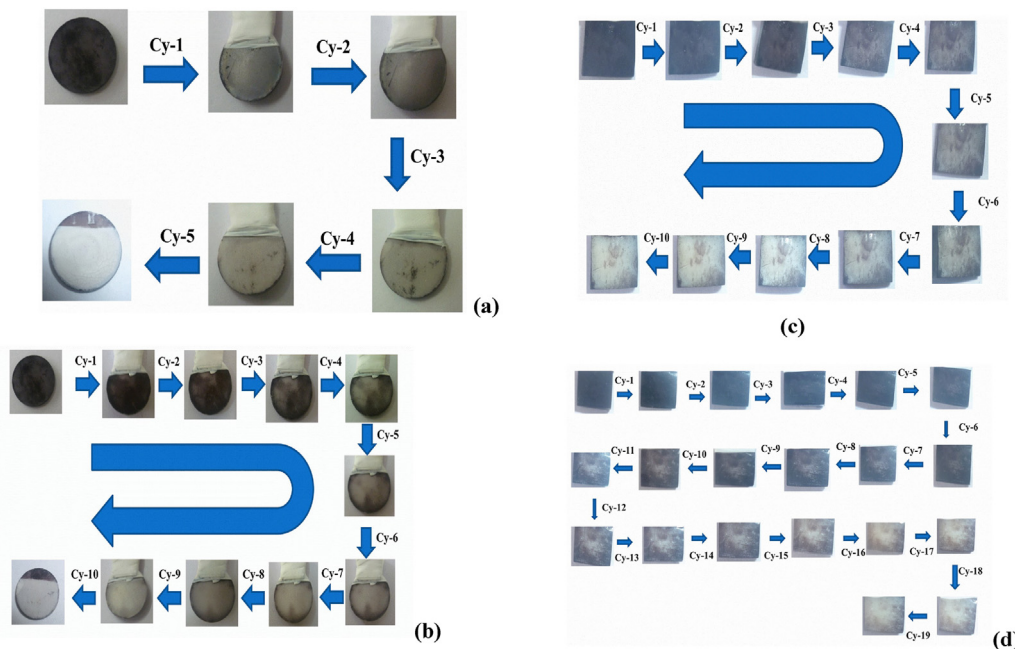 Cy-1
Cy-2
Cy-3
Cy-4
Cy-5
(a)
Cy-1
Cy-2
Cy-3
Cy-4
Cy-5
Cy-6
Cy-7
Cy-8
Cy-9
Cy-10
(b)
Cy-1
Cy-2
Cy-3
Cy-4
Cy-5
Cy-6
Cy-7
Cy-8
Cy-9
Cy-10
(c)
Cy-1
Cy-2
Cy-3
Cy-4
Cy-5
Cy-6
Cy-7
Cy-8
Cy-9
Cy-10
Cy-11
Cy-12
Cy-13
Cy-14
Cy-15
Cy-16
Cy-17
Cy-18
Cy-19
(d)